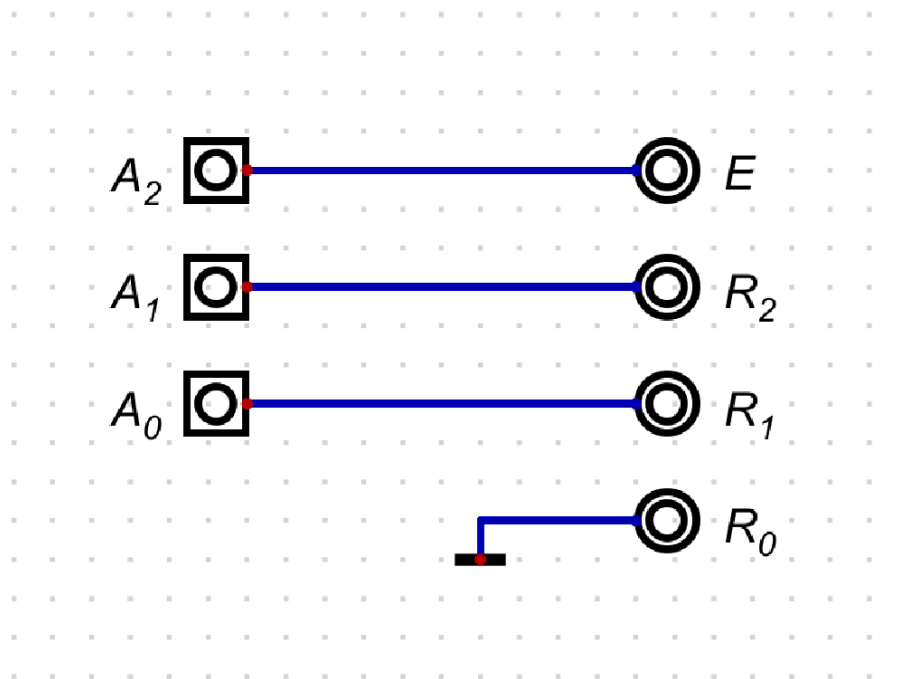 A₂ E
A₁ R₂
A₀ R₁
R₀